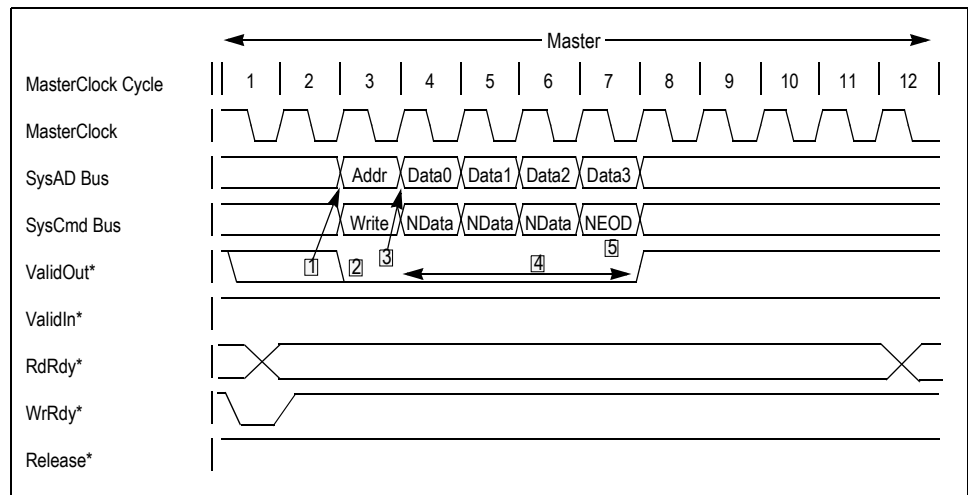 Master
MasterClock Cycle 1 2 3 4 5 6 7 8 9 10 11 12
MasterClock
SysAD Bus Addr Data0 Data1 Data2 Data3
SysCmd Bus Write NData NData NData NEOD
ValidOut* 1 2 3 4 5
ValidIn*
RdRdy*
WrRdy*
Release*